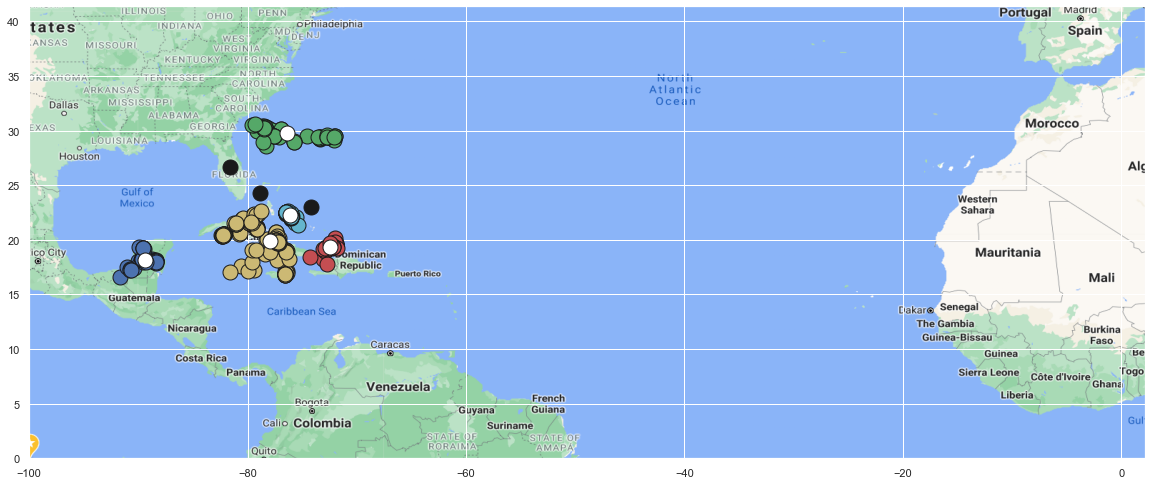 ILLINOIS
OHIO
PENN
Philadelphia
tates
INDIANA
MD
DE
NJ
KANSAS
MISSOURI
WEST
VIRGINIA
KENTUCKY
VIRGINIA
OKLAHOMA
TENNESSEE
NORTH
CAROLINA
ARKANSAS
MISSISSIPPI
SOUTH
CAROLINA
Dallas
ALABAMA
GEORGIA
EXAS
LOUISIANA
Houston
FLORIDA
Gulf of
Mexico
ico City
Dominican
Republic
Puerto Rico
Guatemala
Caribbean Sea
Nicaragua
Costa Rica
Panama
Caracas
Venezuela
Bogota
Cali
Colombia
Guyana
French
Guiana
Suriname
STATE OF
RORAIMA
STATE OF
AMAPA
Quito
North
Atlantic
Ocean
Portugal
Madrid
Spain
Morocco
Alg
Western
Sahara
Mauritania
Mali
Dakar
Senegal
The Gambia
Guinea-Bissau
Burkina
Faso
Guinea
Be
Sierra Leone
Côte d'Ivoire
Togo
Ghana
Liberia
Gulf
40
35
30
25
20
15
10
5
0
−100
−80
−60
−40
−20
0